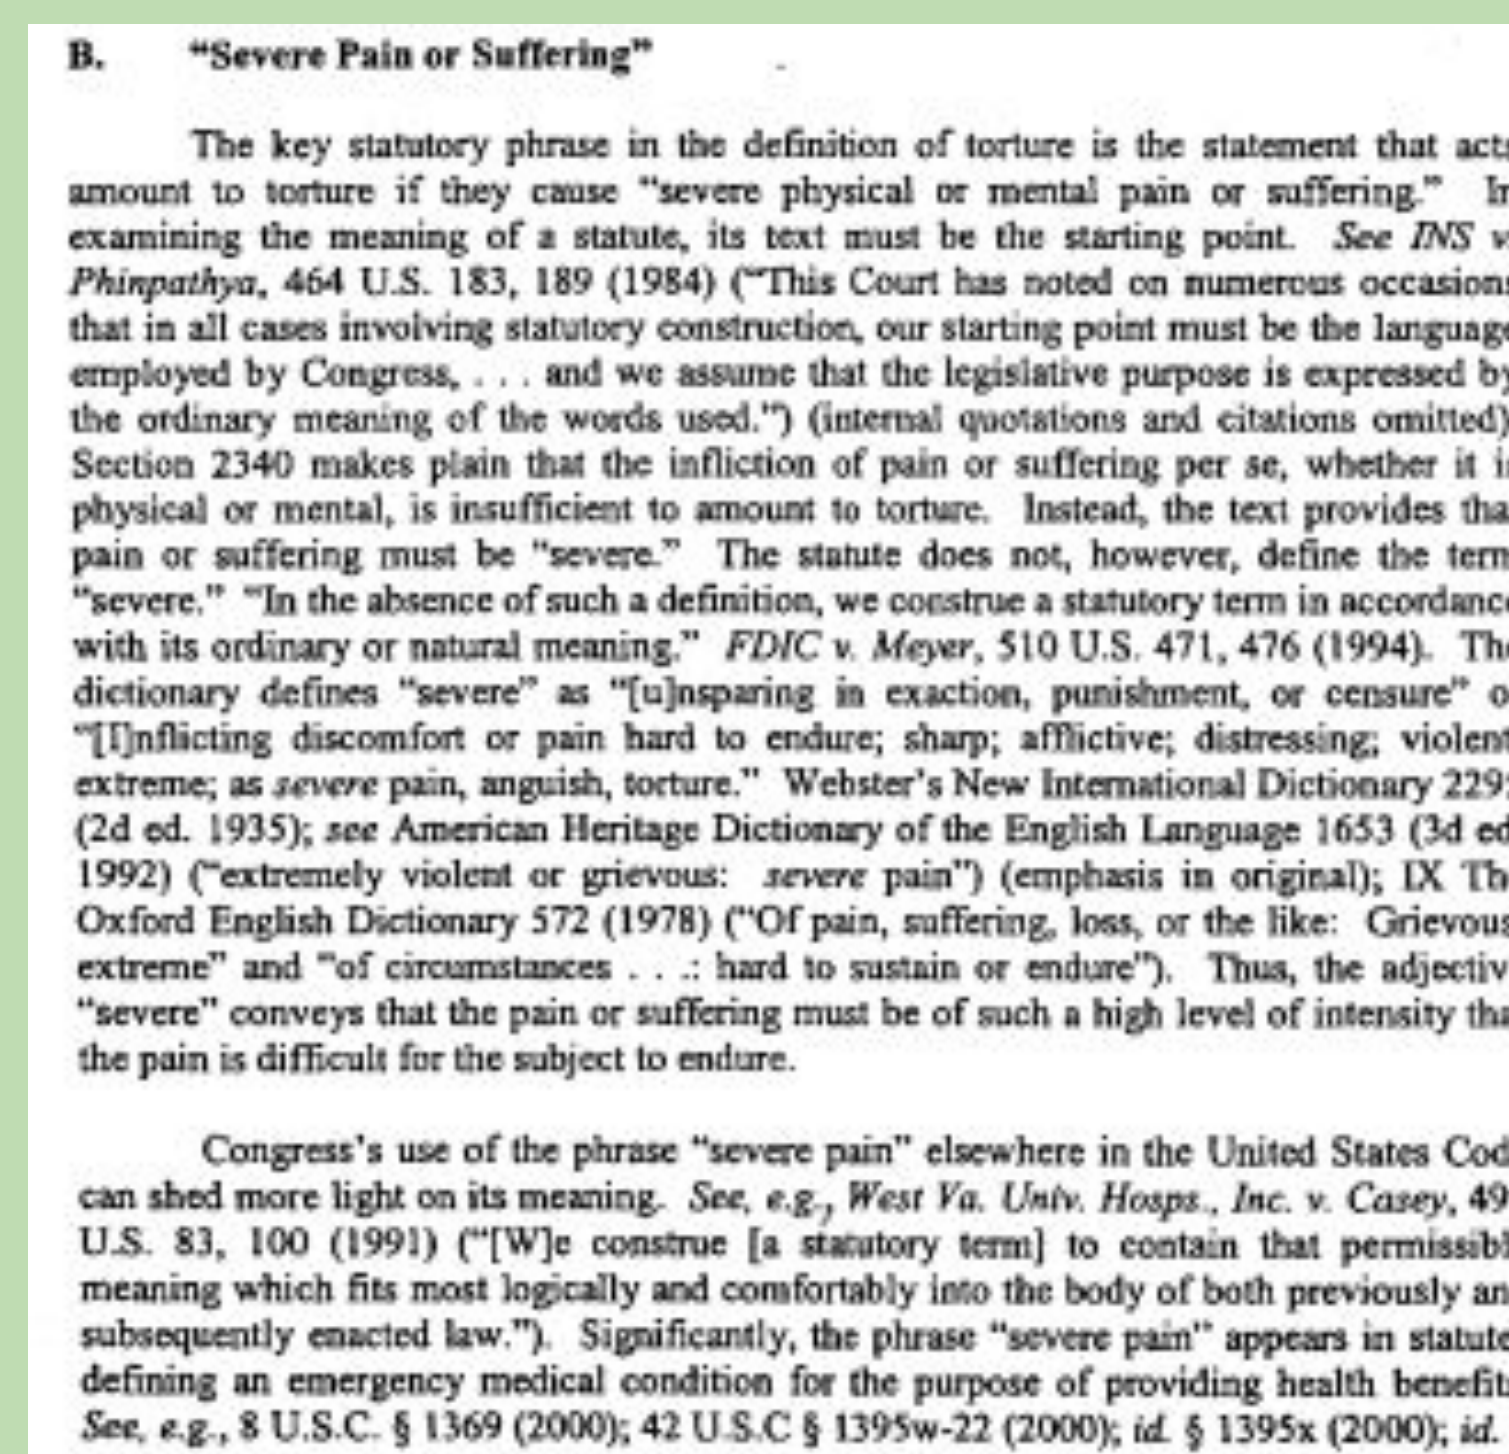 B. “Severe Pain or Suffering”
The key statutory phrase in the definition of torture is the statement that acts
amount to torture if they cause “severe physical or mental pain or suffering.” In
examining the meaning of a statute, its text must be the starting point. See INS v
Phinpathya, 464 U.S. 183, 189 (1984) (“This Court has noted on numerous occasions
that in all cases involving statutory construction, our starting point must be the language
employed by Congress, . . . and we assume that the legislative purpose is expressed by
the ordinary meaning of the words used.”) (internal quotations and citations omitted)
Section 2340 makes plain that the infliction of pain or suffering per se, whether it is
physical or mental, is insufficient to amount to torture. Instead, the text provides tha
pain or suffering must be “severe.” The statute does not, however, define the term
“severe.” “In the absence of such a definition, we construe a statutory term in accordance
with its ordinary or natural meaning.” FDIC v. Meyer, 510 U.S. 471, 476 (1994). The
dictionary defines “severe” as “[u]nsparing in exaction, punishment, or censure” o
“[I]nflicting discomfort or pain hard to endure; sharp; afflictive; distressing; violent
extreme; as severe pain, anguish, torture.” Webster’s New International Dictionary 229
(2d ed. 1935); see American Heritage Dictionary of the English Language 1653 (3d ed
1992) (“extremely violent or grievous: severe pain”) (emphasis in original); IX Th
Oxford English Dictionary 572 (1978) (“Of pain, suffering, loss, or the like: Grievous
extreme” and “of circumstances . . .: hard to sustain or endure”). Thus, the adjectiv
“severe” conveys that the pain or suffering must be of such a high level of intensity tha
the pain is difficult for the subject to endure.
Congress’s use of the phrase “severe pain” elsewhere in the United States Cod
can shed more light on its meaning. See, e.g., West Va. Univ. Hosps., Inc. v. Casey, 49
U.S. 83, 100 (1991) (“[W]e construe [a statutory term] to contain that permissibl
meaning which fits most logically and comfortably into the body of both previously an
subsequently enacted law.”). Significantly, the phrase “severe pain” appears in statute
defining an emergency medical condition for the purpose of providing health benefits
See, e.g., 8 U.S.C. § 1369 (2000); 42 U.S.C § 1395w-22 (2000); id. § 1395x (2000); id.